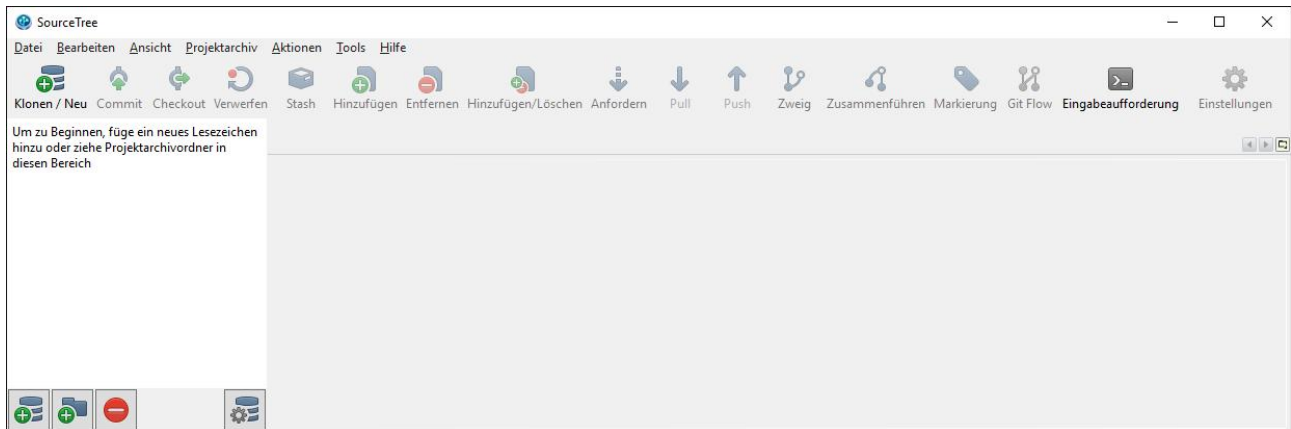 SourceTree
Datei Bearbeiten Ansicht Projektarchiv Aktionen Tools Hilfe
Klonen / Neu Commit Checkout Verwerfen Stash Hinzufügen Entfernen Hinzufügen/Löschen Anfordern Pull Push Zweig Zusammenführen Markierung Git Flow Eingabeaufforderung Einstellungen
Um zu Beginnen, füge ein neues Lesezeichen
hinzu oder ziehe Projektarchivordner in
diesen Bereich